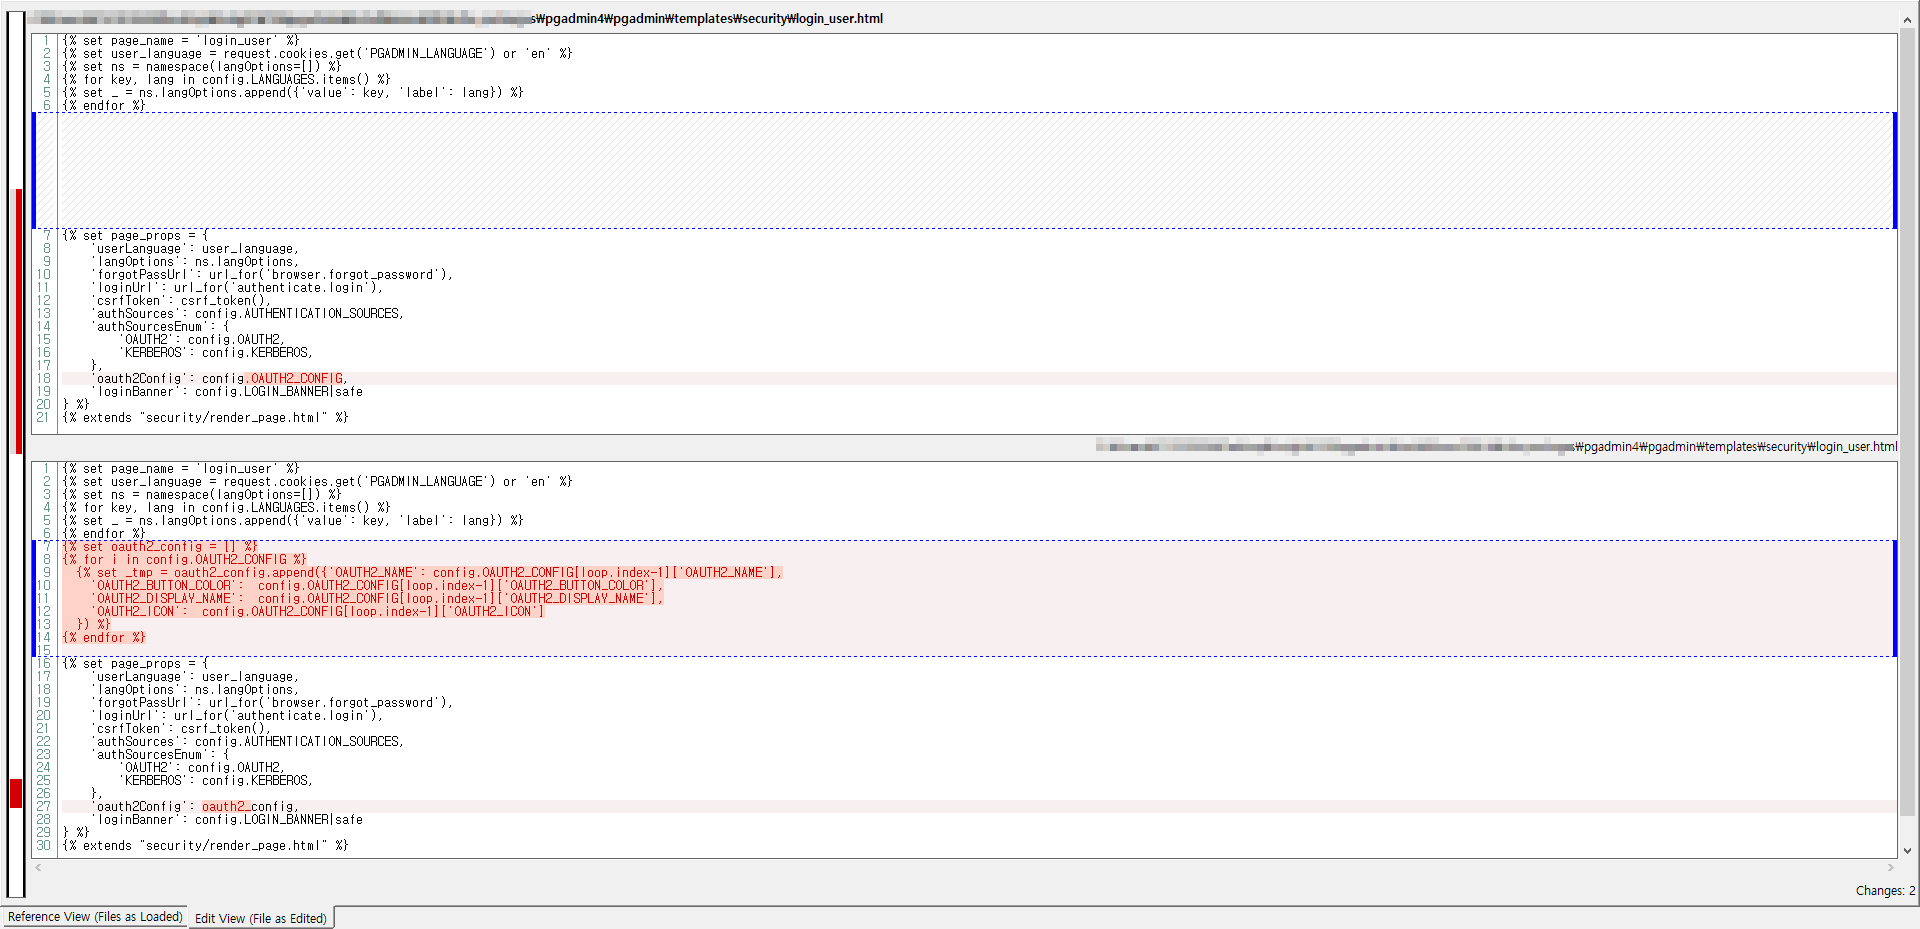 s₩pgadmin4₩pgadmin₩templates₩security₩login_user.html
1 {% set page_name = 'login_user' %}
2 {% set user_language = request.cookies.get('PGADMIN_LANGUAGE') or 'en' %}
3 {% set ns = namespace(langOptions=[]) %}
4 {% for key, lang in config.LANGUAGES.items() %}
5 {% set _ = ns.langOptions.append({'value': key, 'label': lang}) %}
6 {% endfor %}
7 {% set page_props = {
8     'userLanguage': user_language,
9     'langOptions': ns.langOptions,
10     'forgotPassUrl': url_for('browser.forgot_password'),
11     'loginUrl': url_for('authenticate.login'),
12     'csrfToken': csrf_token(),
13     'authSources': config.AUTHENTICATION_SOURCES,
14     'authSourcesEnum': {
15         'OAUTH2': config.OAUTH2,
16         'KERBEROS': config.KERBEROS,
17     },
18     'oauth2Config': config.OAUTH2_CONFIG,
19     'loginBanner': config.LOGIN_BANNER|safe
20 } %}
21 {% extends "security/render_page.html" %}
s₩pgadmin4₩pgadmin₩templates₩security₩login_user.html
1 {% set page_name = 'login_user' %}
2 {% set user_language = request.cookies.get('PGADMIN_LANGUAGE') or 'en' %}
3 {% set ns = namespace(langOptions=[]) %}
4 {% for key, lang in config.LANGUAGES.items() %}
5 {% set _ = ns.langOptions.append({'value': key, 'label': lang}) %}
6 {% endfor %}
7 {% set oauth2_config = [] %}
8 {% for i in config.OAUTH2_CONFIG %}
9   {% set _tmp = oauth2_config.append({'OAUTH2_NAME': config.OAUTH2_CONFIG[loop.index-1]['OAUTH2_NAME'],
10     'OAUTH2_BUTTON_COLOR':  config.OAUTH2_CONFIG[loop.index-1]['OAUTH2_BUTTON_COLOR'],
11     'OAUTH2_DISPLAY_NAME':  config.OAUTH2_CONFIG[loop.index-1]['OAUTH2_DISPLAY_NAME'],
12     'OAUTH2_ICON':  config.OAUTH2_CONFIG[loop.index-1]['OAUTH2_ICON']
13   }) %}
14 {% endfor %}
15
16 {% set page_props = {
17     'userLanguage': user_language,
18     'langOptions': ns.langOptions,
19     'forgotPassUrl': url_for('browser.forgot_password'),
20     'loginUrl': url_for('authenticate.login'),
21     'csrfToken': csrf_token(),
22     'authSources': config.AUTHENTICATION_SOURCES,
23     'authSourcesEnum': {
24         'OAUTH2': config.OAUTH2,
25         'KERBEROS': config.KERBEROS,
26     },
27     'oauth2Config': oauth2_config,
28     'loginBanner': config.LOGIN_BANNER|safe
29 } %}
30 {% extends "security/render_page.html" %}
Changes: 2
Reference View (Files as Loaded)
Edit View (File as Edited)